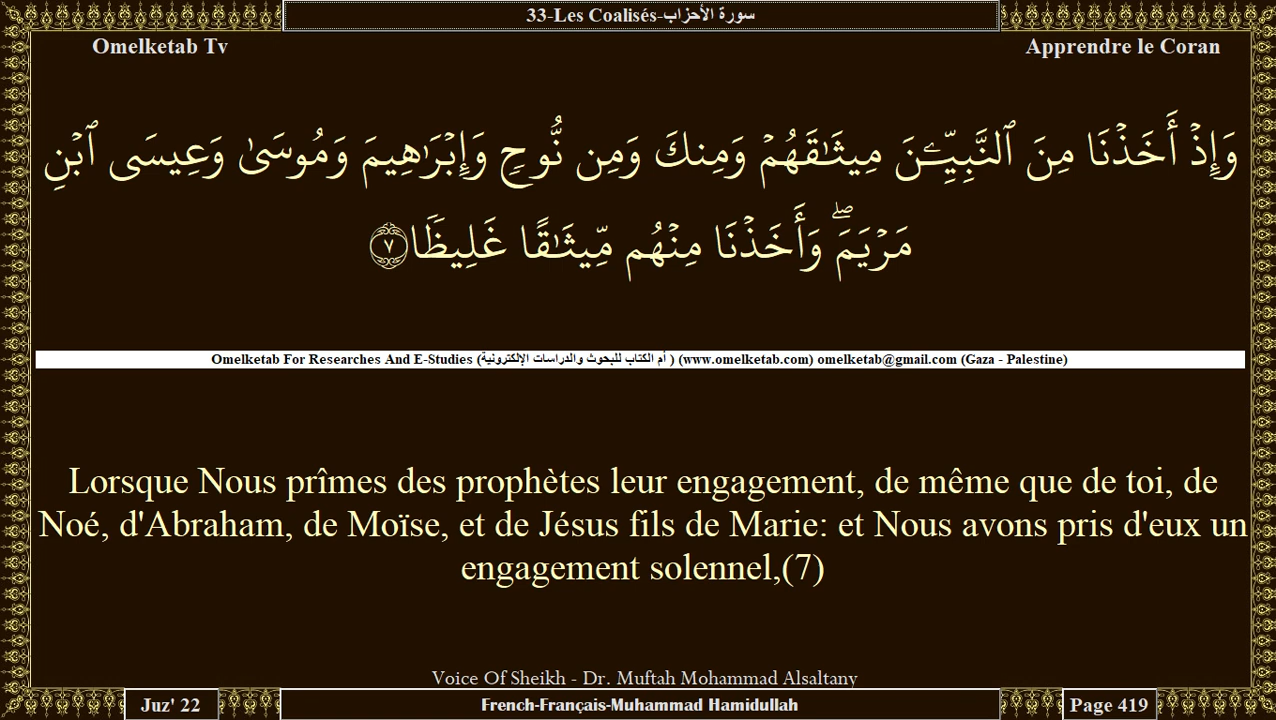 33-Les Coalisés-سورة الأحزاب
Omelketab Tv
Apprendre le Coran
وَإِذۡ أَخَذۡنَا مِنَ ٱلنَّبِيِّـۧنَ مِيثَٰقَهُمۡ وَمِنكَ وَمِن نُّوحٖ وَإِبۡرَٰهِيمَ وَمُوسَىٰ وَعِيسَى ٱبۡنِ
مَرۡيَمَۖ وَأَخَذۡنَا مِنۡهُم مِّيثَٰقًا غَلِيظٗا ٧
Omelketab For Researches And E-Studies (أم الكتاب للبحوث والدراسات الإلكترونية ) (www.omelketab.com) omelketab@gmail.com (Gaza - Palestine)
Lorsque Nous prîmes des prophètes leur engagement, de même que de toi, de
Noé, d'Abraham, de Moïse, et de Jésus fils de Marie: et Nous avons pris d'eux un
engagement solennel,(7)
Voice Of Sheikh - Dr. Muftah Mohammad Alsaltany
Juz' 22
French-Français-Muhammad Hamidullah
Page 419